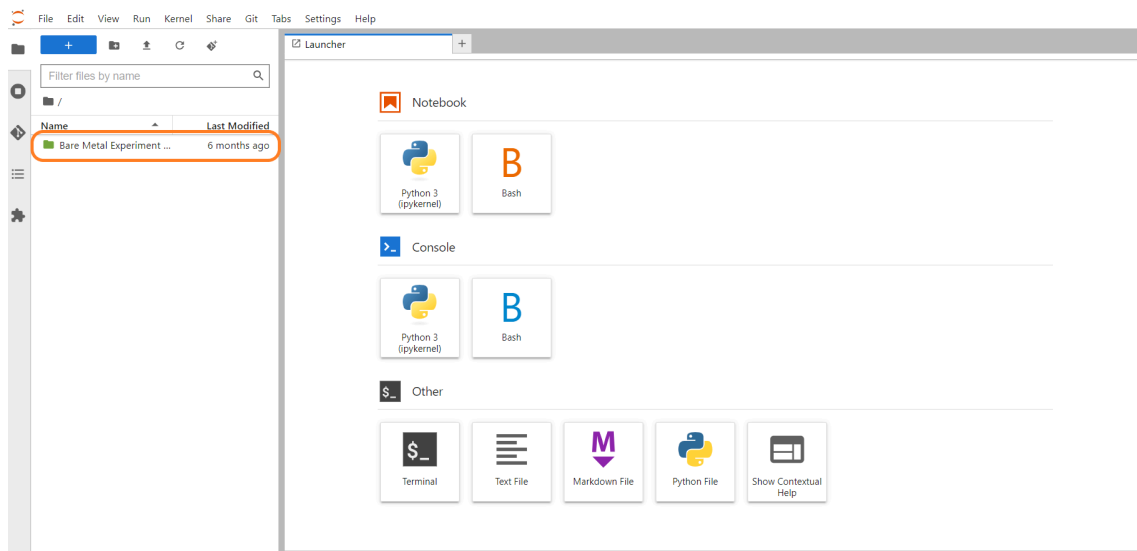 File Edit View Run Kernel Share Git Tabs Settings Help
+
Filter files by name
/
Name Last Modified
Bare Metal Experiment ... 6 months ago
Launcher +
Notebook
Python 3
(ipykernel)
B
Bash
>_ Console
Python 3
(ipykernel)
B
Bash
$_ Other
$_
Terminal
Text File
M
Markdown File
Python File
Show Contextual
Help